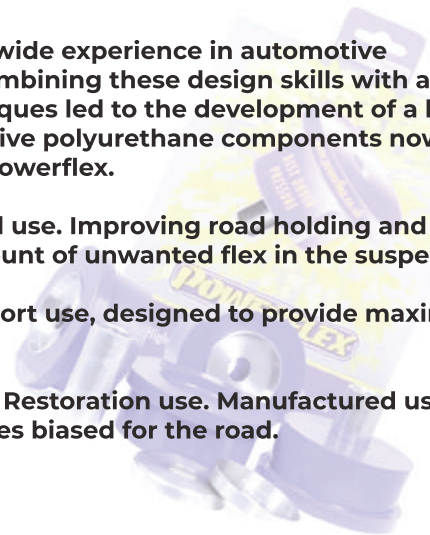 wide experience in automotive
mbining these design skills with a
ques led to the development of a
ive polyurethane components nov
owerflex.
l use. Improving road holding and
unt of unwanted flex in the suspe
ort use, designed to provide maxi
Restoration use. Manufactured us
es biased for the road.
POWERFLEX